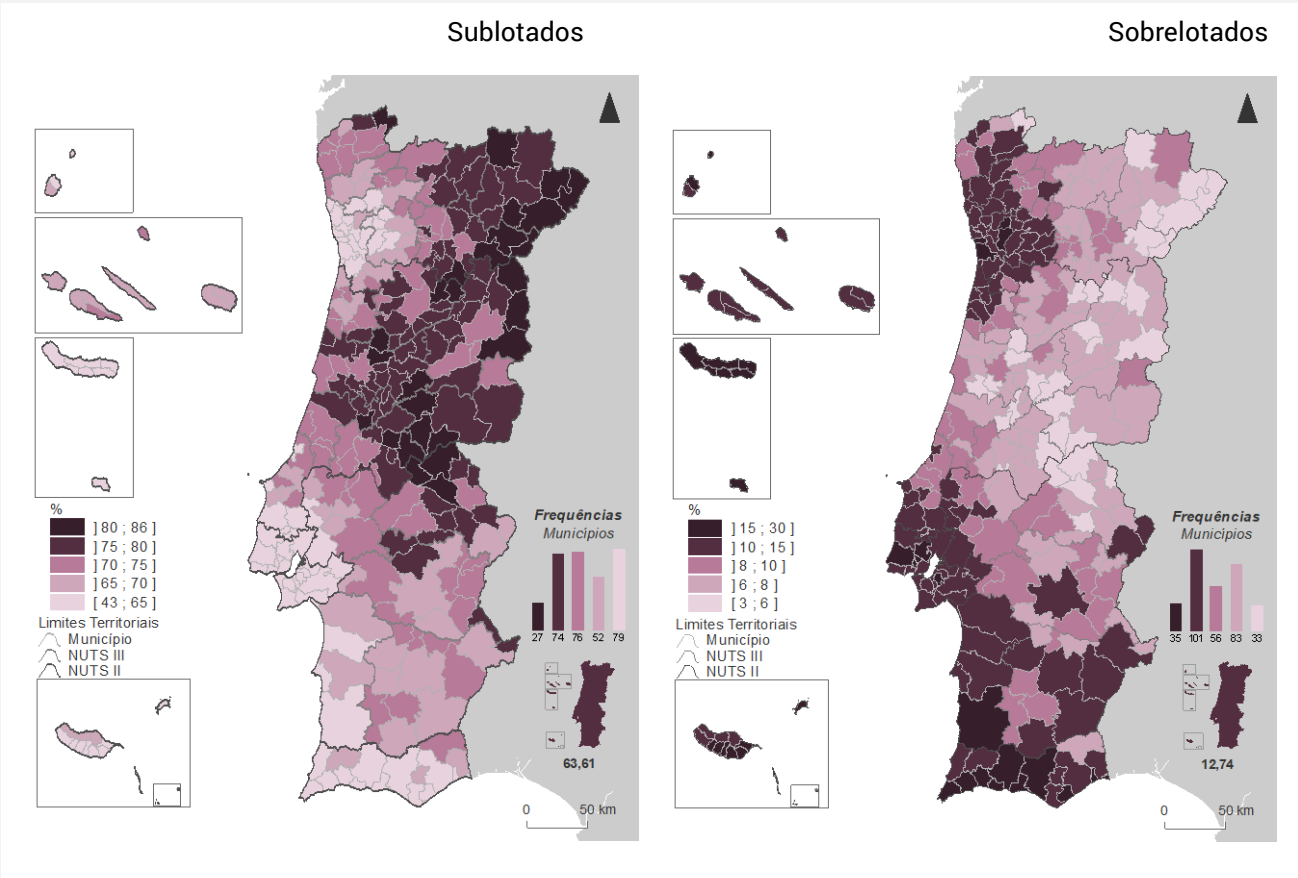 Sublotados
%
] 80 ; 86 ]
] 75 ; 80 ]
] 70 ; 75 ]
] 65 ; 70 ]
[ 43 ; 65 ]
Limites Territoriais
Município
NUTS III
NUTS II
Frequências
Municípios
27 74 76 52 79
63,61
0 50 km
Sobrelotados
%
] 15 ; 30 ]
] 10 ; 15 ]
] 8 ; 10 ]
] 6 ; 8 ]
[ 3 ; 6 ]
Limites Territoriais
Município
NUTS III
NUTS II
Frequências
Municípios
35 101 56 83 33
12,74
0 50 km